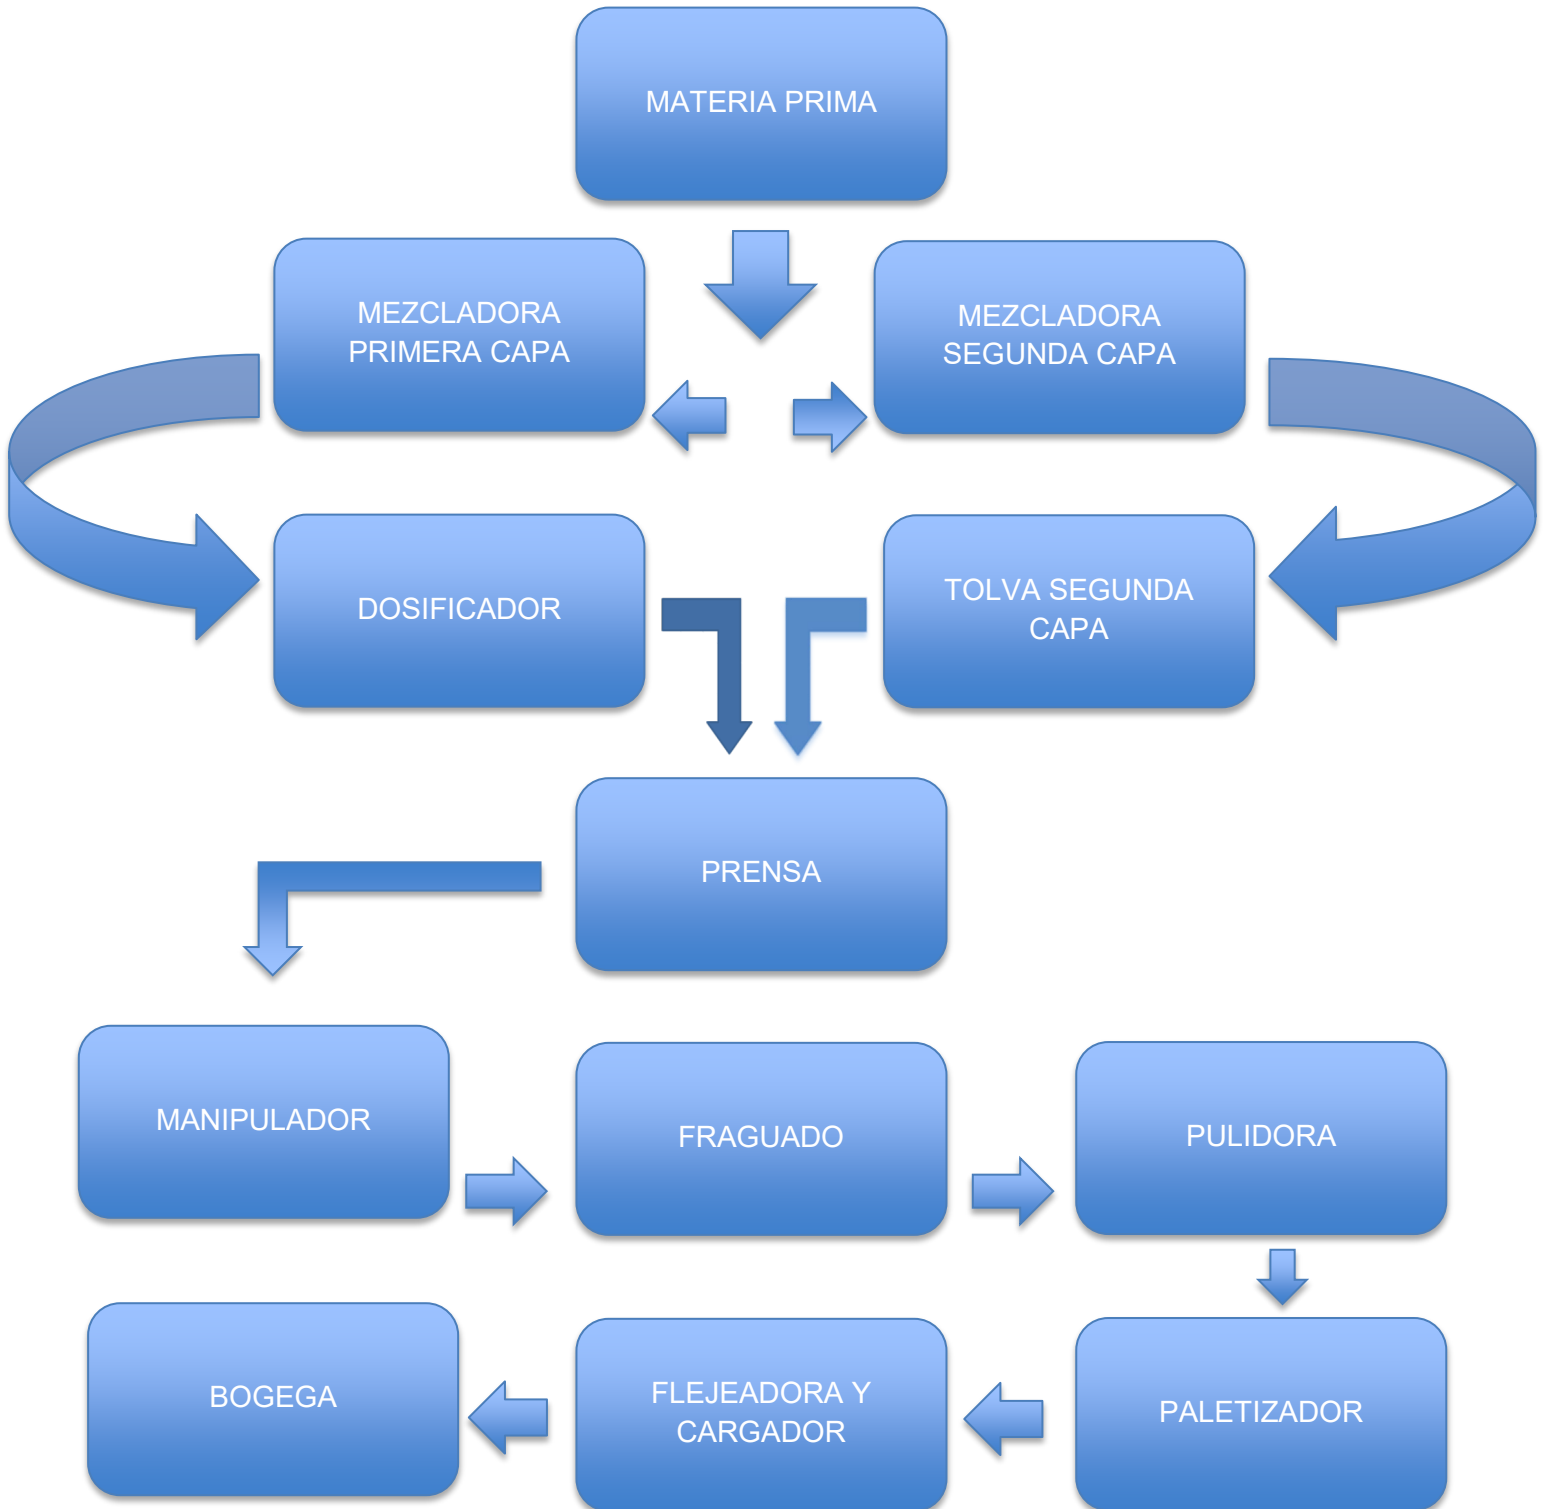 MATERIA PRIMA
MEZCLADORA
PRIMERA CAPA
MEZCLADORA
SEGUNDA CAPA
DOSIFICADOR
TOLVA SEGUNDA
CAPA
PRENSA
MANIPULADOR
FRAGUADO
PULIDORA
BOGEGA
FLEJEADORA Y
CARGADOR
PALETIZADOR